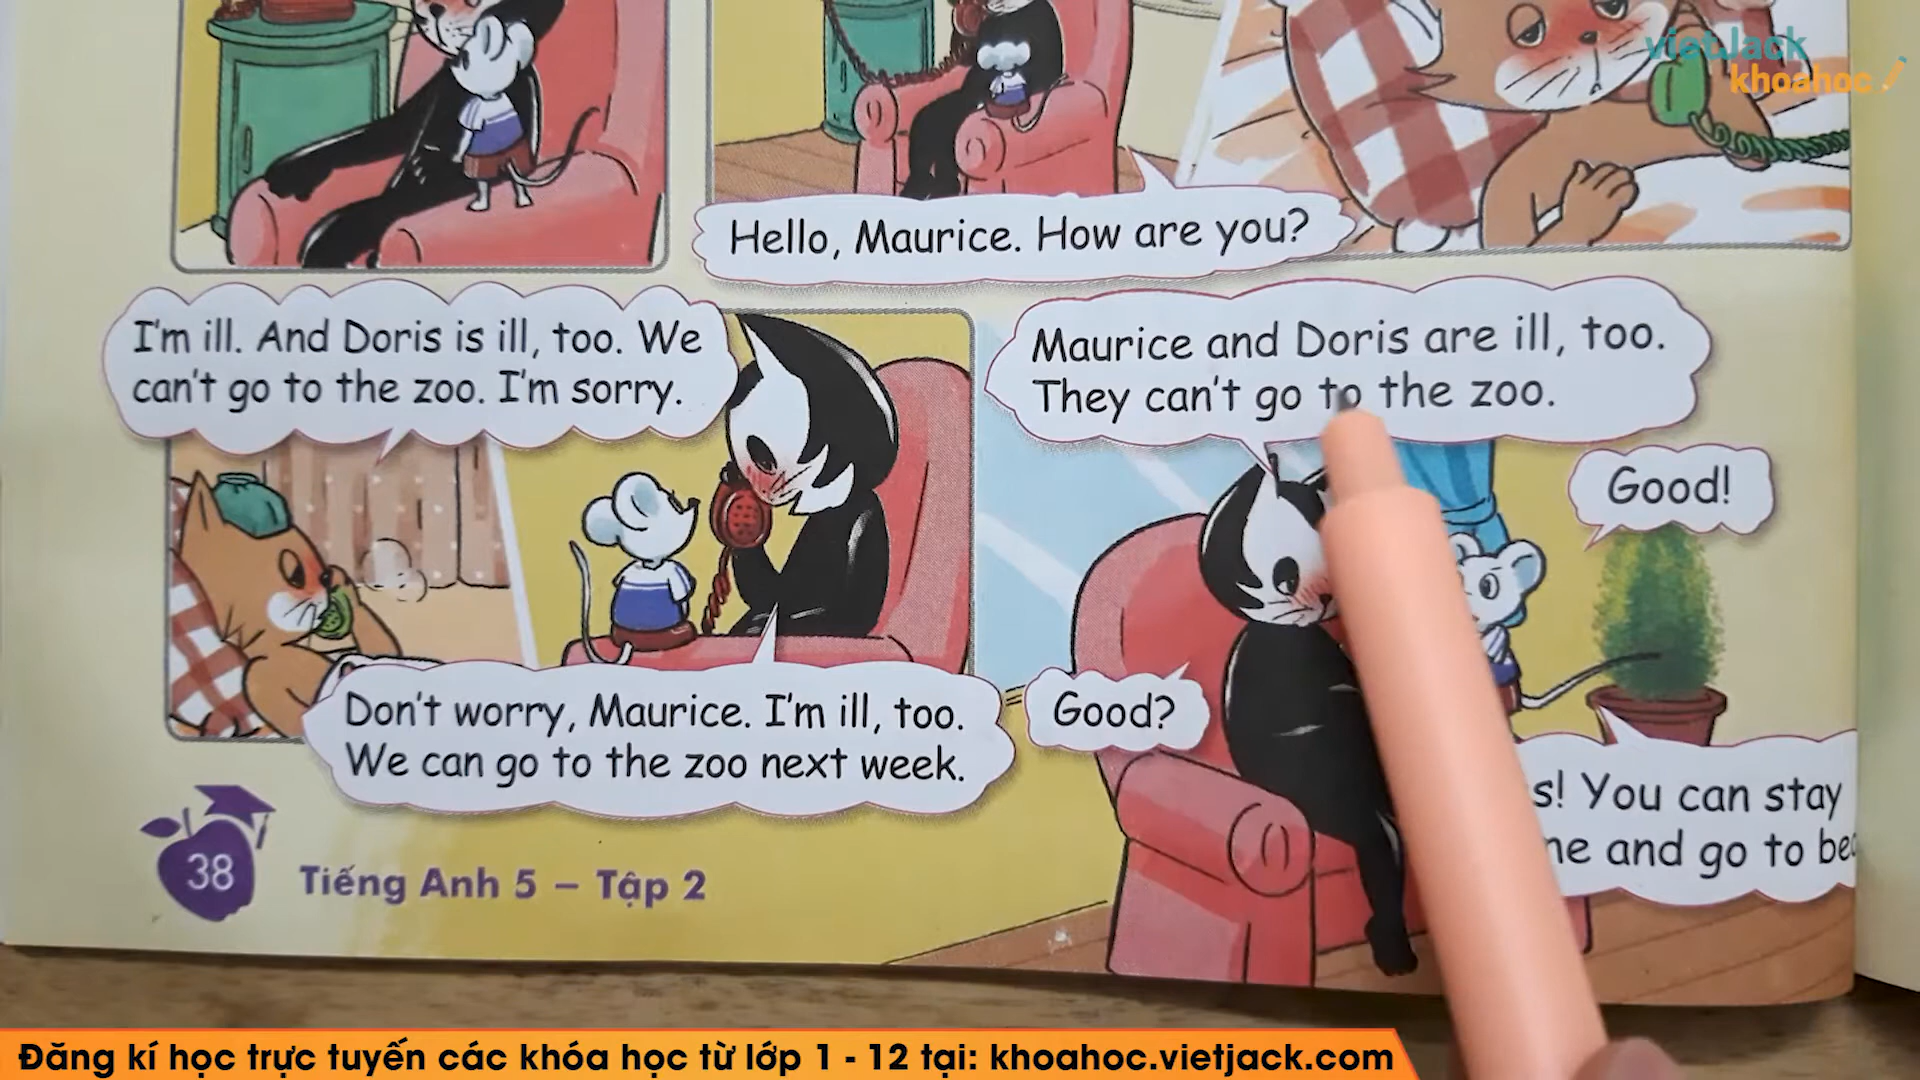 vietJack
khoahoc
Hello, Maurice. How are you?
I'm ill. And Doris is ill, too. We
can't go to the zoo. I'm sorry.
Maurice and Doris are ill, too.
They can't go to the zoo.
Good!
Don't worry, Maurice. I'm ill, too.
We can go to the zoo next week.
Good?
You can stay
and go to
38
Tiếng Anh 5 – Tập 2
Đăng kí học trực tuyến các khóa học từ lớp 1 - 12 tại: khoahoc.vietjack.com